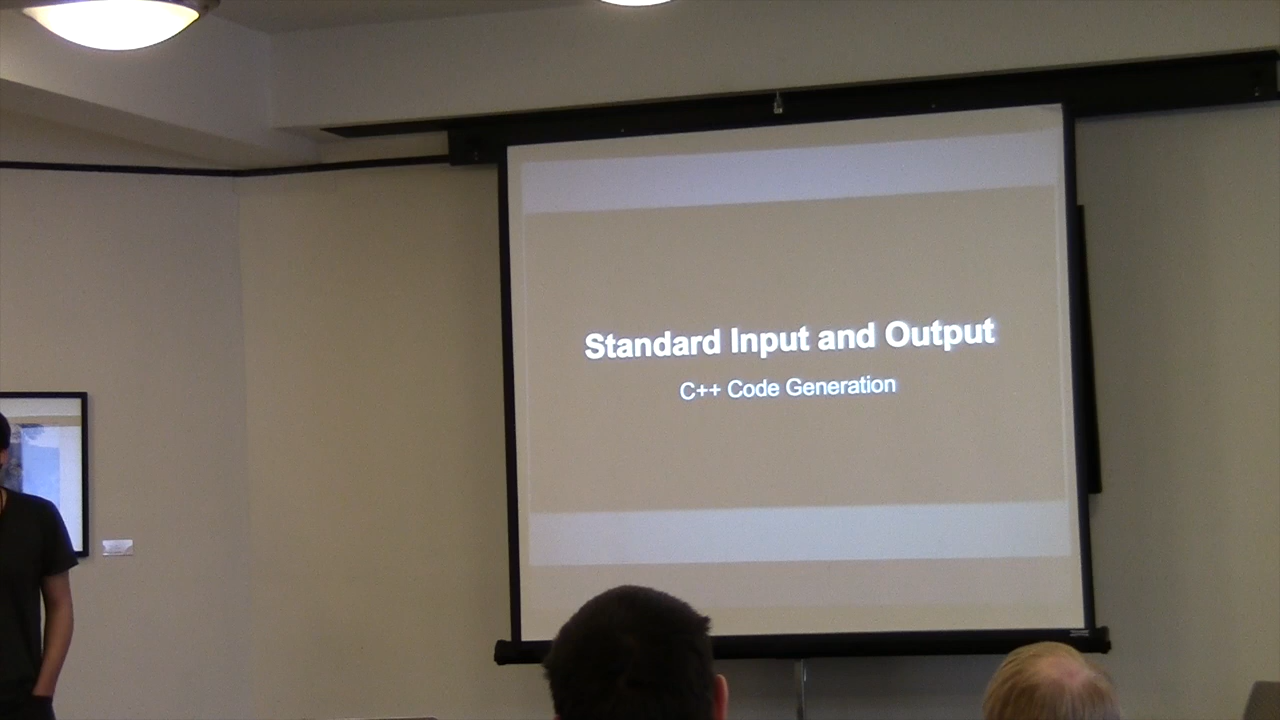 Standard Input and Output
C++ Code Generation